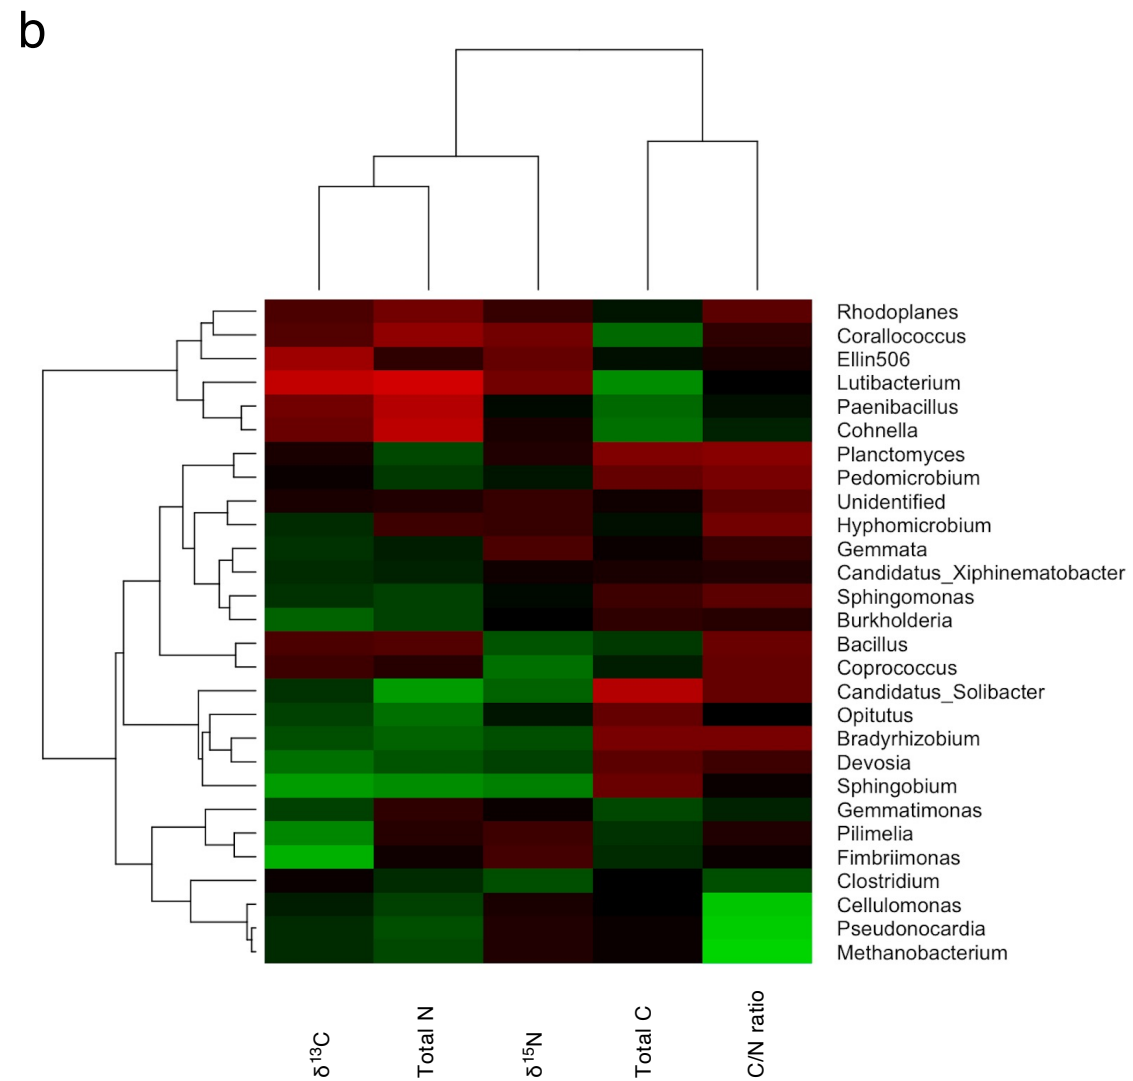 b
Rhodoplanes
Corallococcus
Ellin506
Lutibacterium
Paenibacillus
Cohnella
Planctomyces
Pedomicrobium
Unidentified
Hyphomicrobium
Gemmata
Candidatus_Xiphinematobacter
Sphingomonas
Burkholderia
Bacillus
Coprococcus
Candidatus_Solibacter
Opitutus
Bradyrhizobium
Devosia
Sphingobium
Gemmatimonas
Pilimelia
Fimbriimonas
Clostridium
Cellulomonas
Pseudonocardia
Methanobacterium
δ¹³C
Total N
δ¹⁵N
Total C
C/N ratio